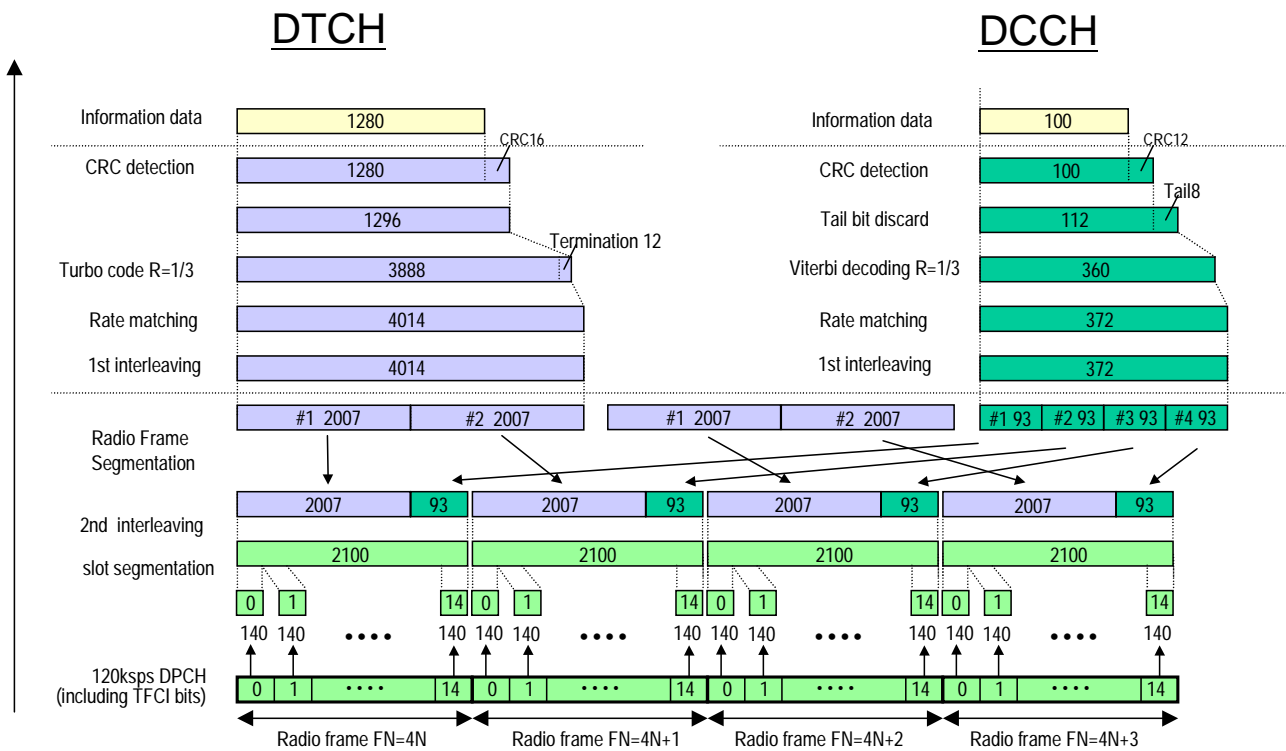 DTCH DCCH
Information data 1280 Information data 100
CRC16 CRC12
CRC detection 1280 CRC detection 100
Tail8
1296 Tail bit discard 112
Termination 12
Turbo code R=1/3 3888 Viterbi decoding R=1/3 360
Rate matching 4014 Rate matching 372
1st interleaving 4014 1st interleaving 372
#1 2007 #2 2007 #1 2007 #2 2007 #1 93 #2 93 #3 93 #4 93
Radio Frame
Segmentation
2007 93 2007 93 2007 93 2007 93
2nd interleaving
2100 2100 2100 2100
slot segmentation
0 1 14 0 1 14 0 1 14 0 1 14
140 140 •••• 140 140 140 •••• 140 140 140 •••• 140 140 140 •••• 140
120ksps DPCH
(including TFCI bits)
0 1 •••• 14 0 1 •••• 14 0 1 •••• 14 0 1 •••• 14
Radio frame FN=4N Radio frame FN=4N+1 Radio frame FN=4N+2 Radio frame FN=4N+3